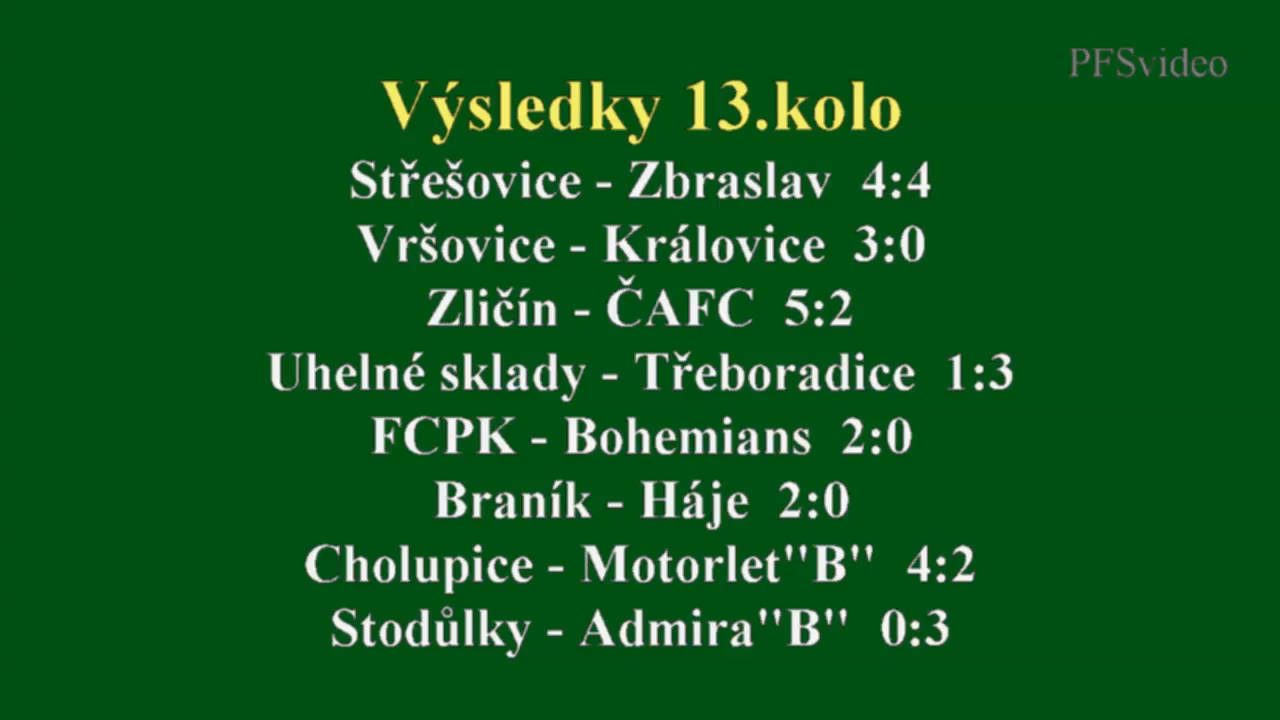 PFSvideo
Výsledky 13.kolo
Střešovice - Zbraslav 4:4
Vršovice - Královice 3:0
Zličín - ČAFC 5:2
Uhelné sklady - Třeboradice 1:3
FCPK - Bohemians 2:0
Braník - Háje 2:0
Cholupice - Motorlet"B" 4:2
Stodůlky - Admira"B" 0:3